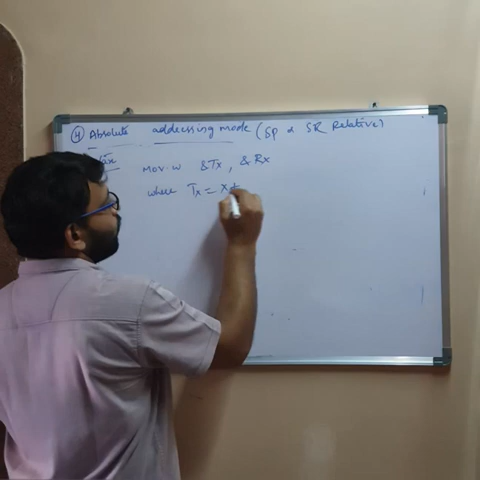 ④ Absolute addressing mode (SP & SR Relative)
MOV.W &Tx, &Rx
where Tx = x+